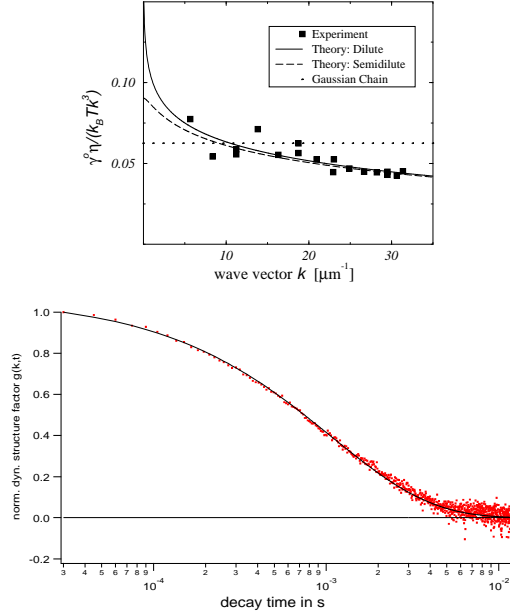 Experiment
Theory: Dilute
Theory: Semidilute
Gaussian Chain
0.10
0.05
γ° η/(k_B Tk³)
10 20 30
wave vector k [μm⁻¹]
norm. dyn. structure factor g(k,t)
1.0
0.8
0.6
0.4
0.2
0.0
-0.2
3 4 5 6 7 8 9 10⁻⁴ 2 3 4 5 6 7 8 9 10⁻³ 2 3 4 5 6 7 8 9 10⁻²
decay time in s